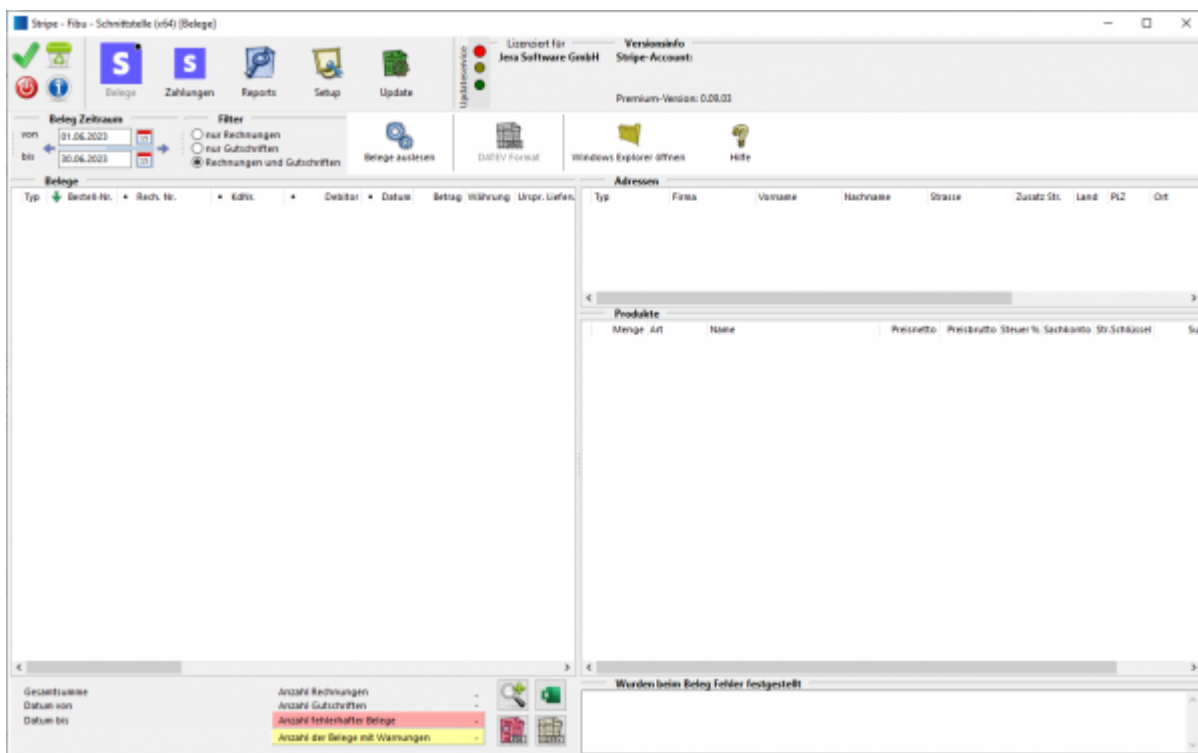 Stripe - Fibu - Schnittstelle (x64) [Belege]
Belege
Zahlungen
Reports
Setup
Update
Updateservice
Lizenziert für
Jera Software GmbH
Versionsinfo
Stripe-Account:
Premium-Version: 0.09.03
Beleg Zeitraum
von 01.06.2023
bis 30.06.2023
Filter
nur Rechnungen
nur Gutschriften
Rechnungen und Gutschriften
Belege auslesen
DATEV Format
Windows Explorer öffnen
Hilfe
Belege
Typ Bestell-Nr. Rech. Nr. KdNr. Debitor Datum Betrag Währung Urspr. Liefen.
Adressen
Typ Firma Vorname Nachname Strasse Zusatz Str. Land PLZ Ort
Produkte
Menge Art Name Preisnetto Preisbrutto Steuer % Sachkonto Str.Schlüssel Su
Gesamtsumme
Datum von
Datum bis
Anzahl Rechnungen -
Anzahl Gutschriften -
Anzahl fehlerhafter Belege -
Anzahl der Belege mit Warnungen -
Wurden beim Beleg Fehler festgestellt